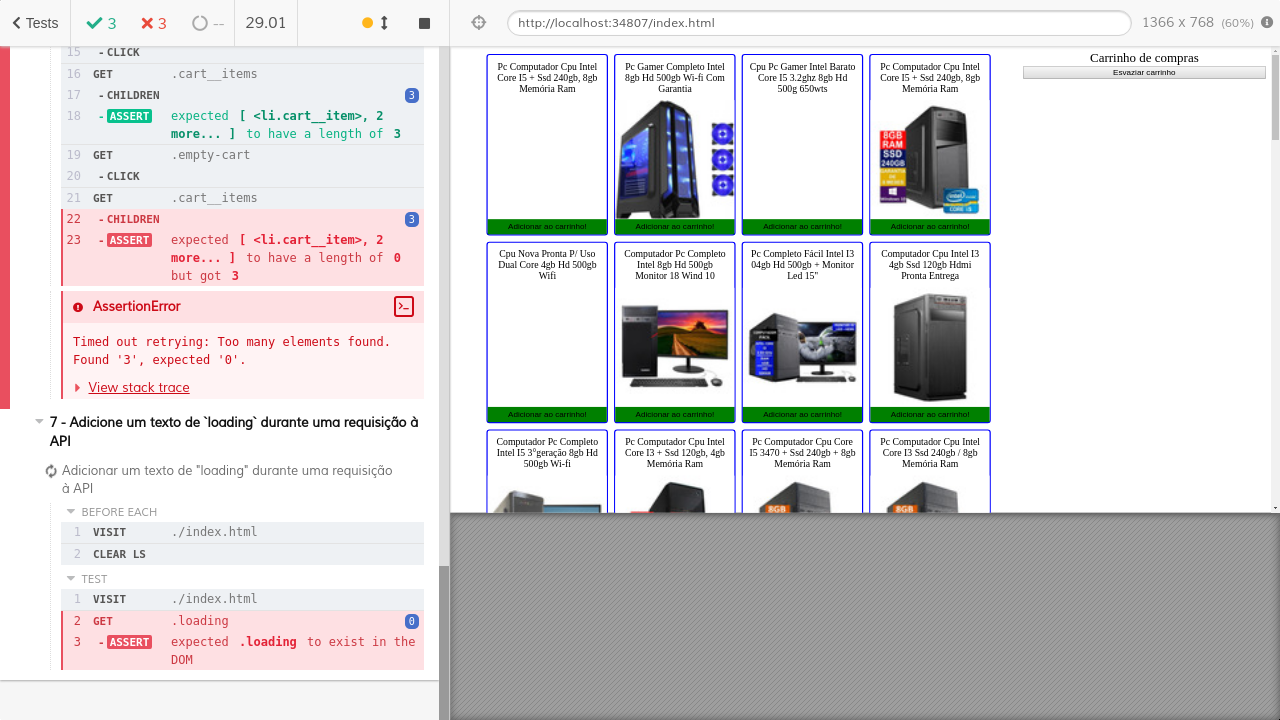 Tests
3
3
--
29.01
15 -CLICK
16 GET .cart__items
17 -CHILDREN 3
18 -ASSERT expected [ <li.cart__item>, 2
more... ] to have a length of 3
19 GET .empty-cart
20 -CLICK
21 GET .cart__items
22 -CHILDREN 3
23 -ASSERT expected [ <li.cart__item>, 2
more... ] to have a length of 0
but got 3
AssertionError
Timed out retrying: Too many elements found.
Found '3', expected '0'.
View stack trace
7 - Adicione um texto de `loading` durante uma requisição à
API
Adicionar um texto de "loading" durante uma requisição
à API
BEFORE EACH
1 VISIT ./index.html
2 CLEAR LS
TEST
1 VISIT ./index.html
2 GET .loading 0
3 -ASSERT expected .loading to exist in the
DOM
http://localhost:34807/index.html
1366 x 768 (60%)
Carrinho de compras
Esvaziar carrinho
Pc Computador Cpu Intel
Core I5 + Ssd 240gb, 8gb
Memória Ram
Adicionar ao carrinho!
Pc Gamer Completo Intel
8gb Hd 500gb Wi-fi Com
Garantia
Adicionar ao carrinho!
Cpu Pc Gamer Intel Barato
Core I5 3.2ghz 8gb Hd
500g 650wts
Adicionar ao carrinho!
Pc Computador Cpu Intel
Core I5 + Ssd 240gb, 8gb
Memória Ram
8GB
RAM
SSD
240GB
Adicionar ao carrinho!
Cpu Nova Pronta P/ Uso
Dual Core 4gb Hd 500gb
Wifi
Adicionar ao carrinho!
Computador Pc Completo
Intel 8gb Hd 500gb
Monitor 18 Wind 10
Adicionar ao carrinho!
Pc Completo Fácil Intel I3
04gb Hd 500gb + Monitor
Led 15"
Adicionar ao carrinho!
Computador Cpu Intel I3
4gb Ssd 120gb Hdmi
Pronta Entrega
Adicionar ao carrinho!
Computador Pc Completo
Intel I5 3°geração 8gb Hd
500gb Wi-fi
Pc Computador Cpu Intel
Core I3 + Ssd 120gb, 4gb
Memória Ram
Pc Computador Cpu Core
I5 3470 + Ssd 240gb + 8gb
Memória Ram
8GB
Pc Computador Cpu Intel
Core I3 Ssd 240gb / 8gb
Memória Ram
8GB